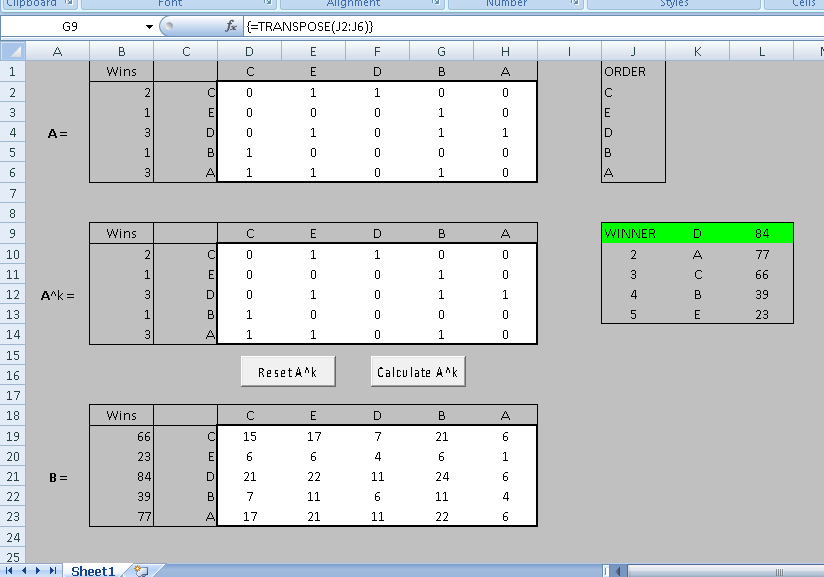 Clipboard Font Alignment Number Styles Cells
G9 fx {=TRANSPOSE(J2:J6)}
A B C D E F G H I J K L
1 Wins C E D B A ORDER
2 2 C 0 1 1 0 0 C
3 1 E 0 0 0 1 0 E
4 A = 3 D 0 1 0 1 1 D
5 1 B 1 0 0 0 0 B
6 3 A 1 1 0 1 0 A
7
8
9 Wins C E D B A WINNER D 84
10 2 C 0 1 1 0 0 2 A 77
11 1 E 0 0 0 1 0 3 C 66
12 A^k = 3 D 0 1 0 1 1 4 B 39
13 1 B 1 0 0 0 0 5 E 23
14 3 A 1 1 0 1 0
15
16 Reset A^k Calculate A^k
17
18 Wins C E D B A
19 66 C 15 17 7 21 6
20 23 E 6 6 4 6 1
21 B = 84 D 21 22 11 24 6
22 39 B 7 11 6 11 4
23 77 A 17 21 11 22 6
24
25
Sheet1